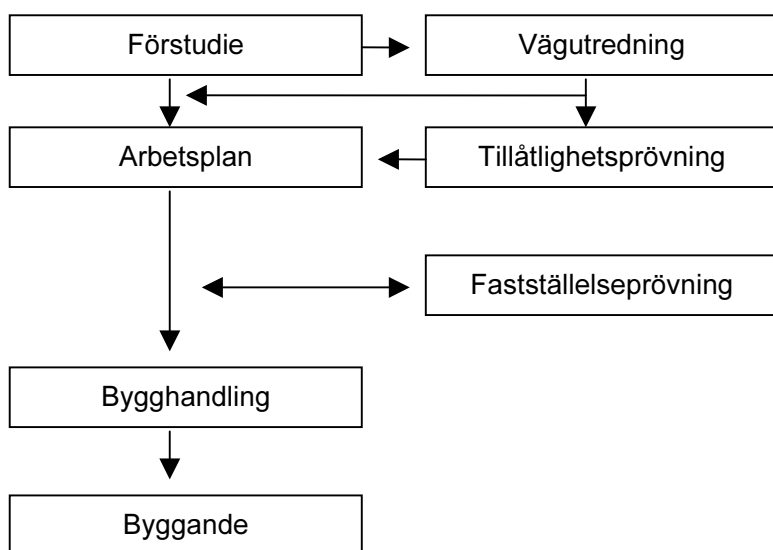 Förstudie
Vägutredning
Arbetsplan
Tillåtlighetsprövning
Fastställelseprövning
Bygghandling
Byggande